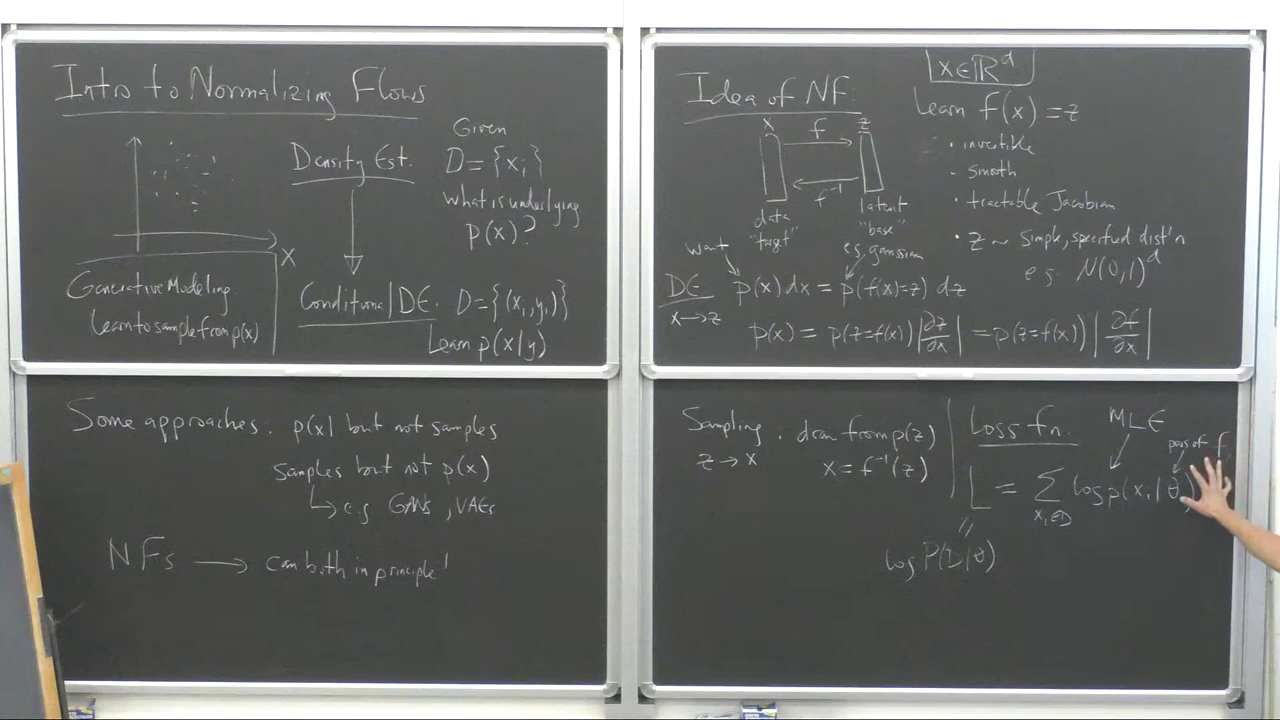 Intro to Normalizing Flows
Density Est.
Given
D = {x_i}
What is underlying
p(x)?
X
Generative Modeling
Learn to sample from p(x)
Conditional DE. D = {(x_i, y_i)}
Learn p(x|y)
Some approaches. p(x) but not samples
samples but not p(x)
↳ e.g. GANs, VAEs
NFs → can both in principle!
Idea of NF:
x∈ℝ^d
Learn f(x) = z
x f z
f^-1
data
"target"
latent
"base"
e.g. gaussian
• invertible
- smooth
• tractable Jacobian
• z ~ simple, specified dist'n
e.g. N(0,1)^d
want
DE p(x)dx = p(f(x)=z) dz
x → z
p(x) = p(z=f(x)) |∂z/∂x| = p(z=f(x)) |∂f/∂x|
Sampling. draw from p(z)
z → x x = f^-1(z)
Loss fn. MLE
of f
L = Σ log p(x_i|θ)
x_i∈D
log P(D|θ)